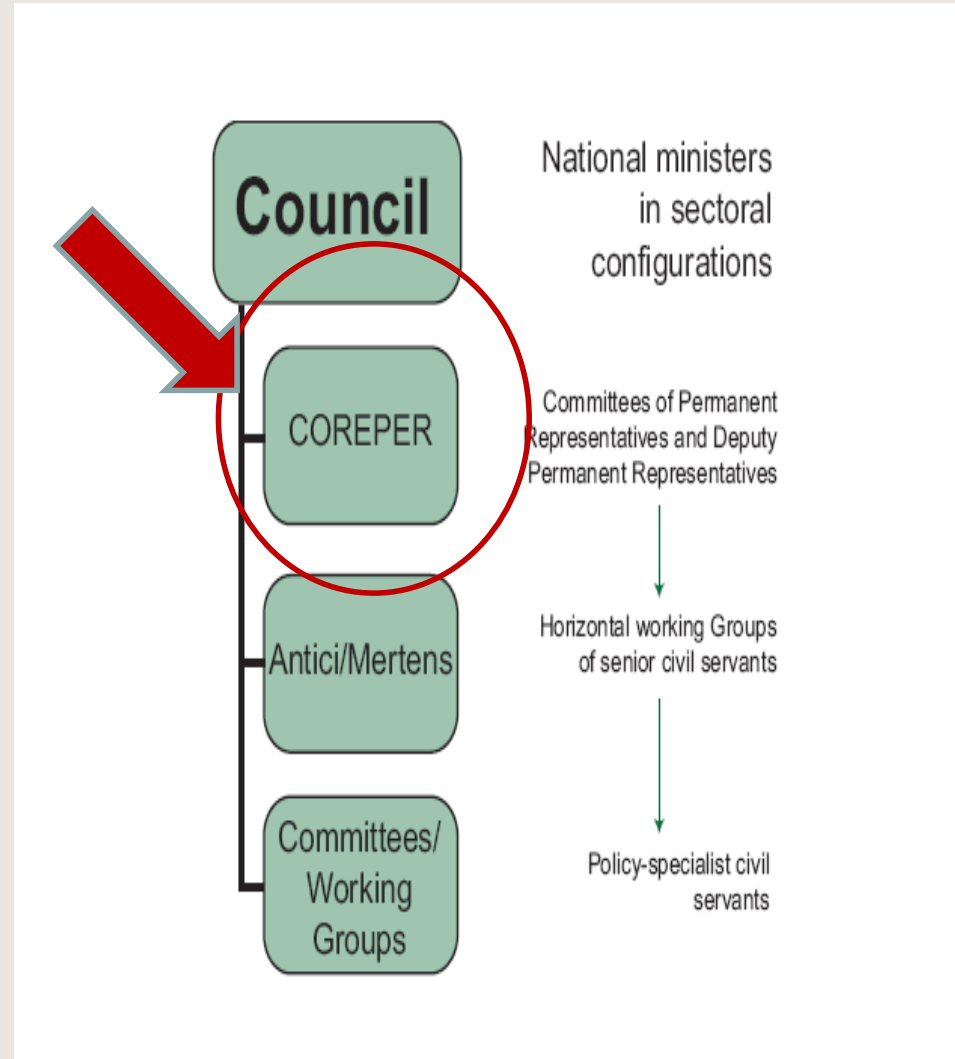 Council
National ministers
in sectoral
configurations
COREPER
Committees of Permanent
Representatives and Deputy
Permanent Representatives
Antici/Mertens
Horizontal working Groups
of senior civil servants
Committees/
Working
Groups
Policy-specialist civil
servants